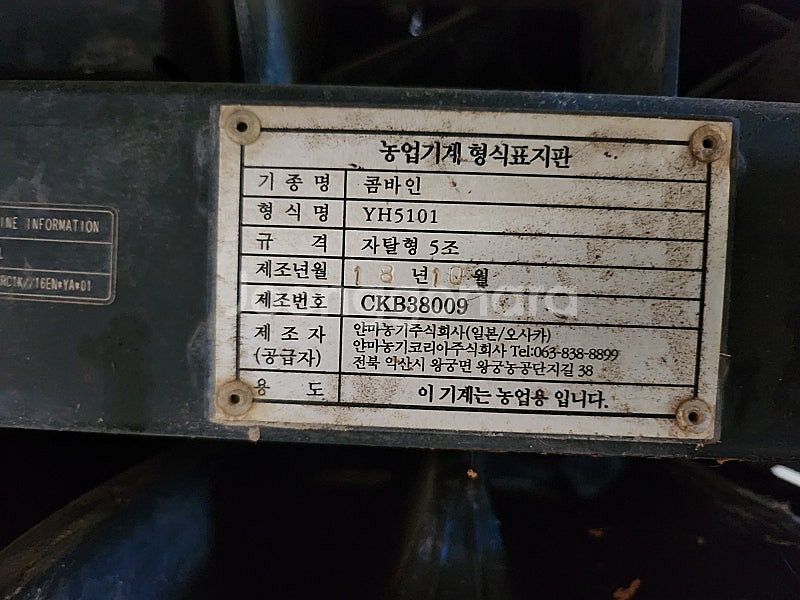 농업기계 형식표지판
기 종 명 콤바인
형 식 명 YH5101
규 격 자탈형 5조
제조년월 18 년 10 월
제조번호 CKB38009
제 조 자 얀마농기주식회사(일본/오사카)
(공급자) 얀마농기코리아주식회사 Tel:063-838-8899
전북 익산시 왕궁면 왕궁농공단지길 38
용 도 이 기계는 농업용 입니다.
INE INFORMATION
16EN*YA*01